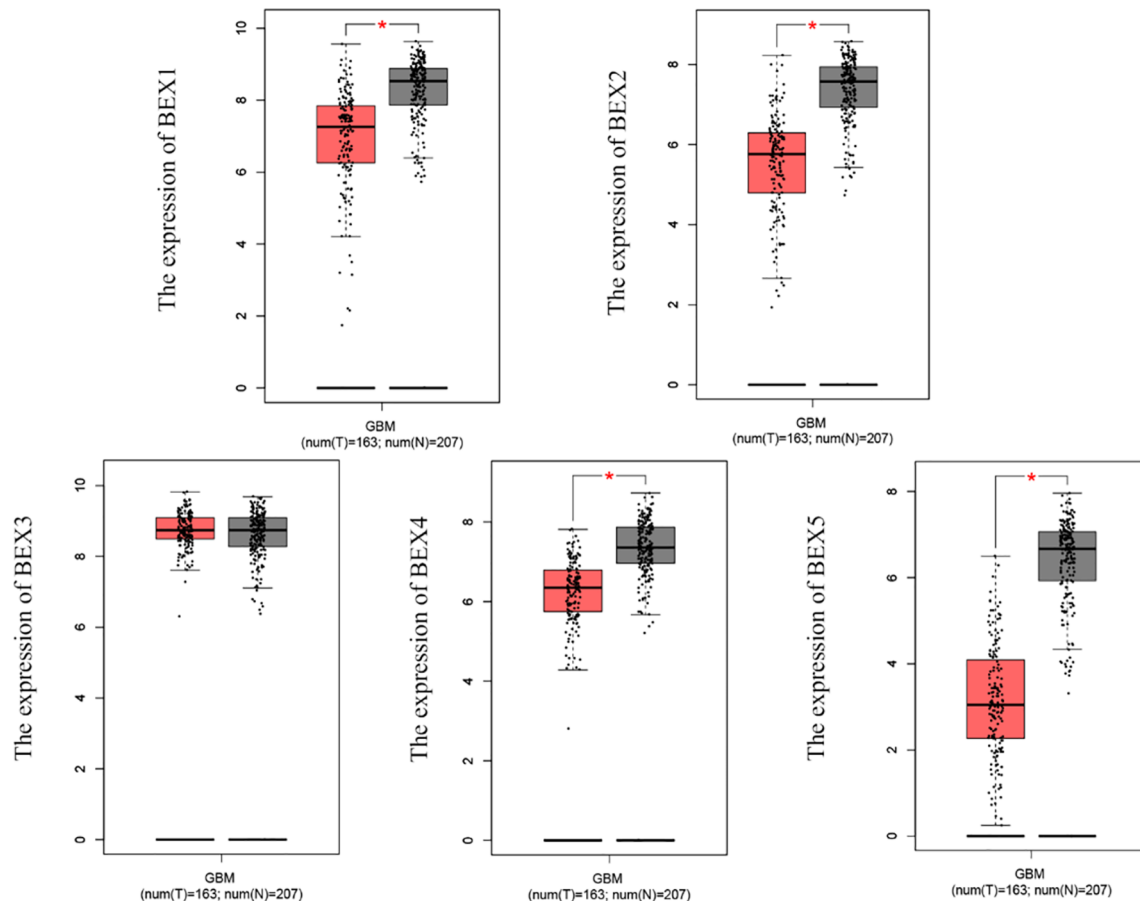 The expression of BEX1
10
8
6
4
2
0
*
GBM
(num(T)=163; num(N)=207)
The expression of BEX2
8
6
4
2
0
*
GBM
(num(T)=163; num(N)=207)
The expression of BEX3
10
8
6
4
2
0
GBM
(num(T)=163; num(N)=207)
The expression of BEX4
8
6
4
2
0
*
GBM
(num(T)=163; num(N)=207)
The expression of BEX5
8
6
4
2
0
*
GBM
(num(T)=163; num(N)=207)